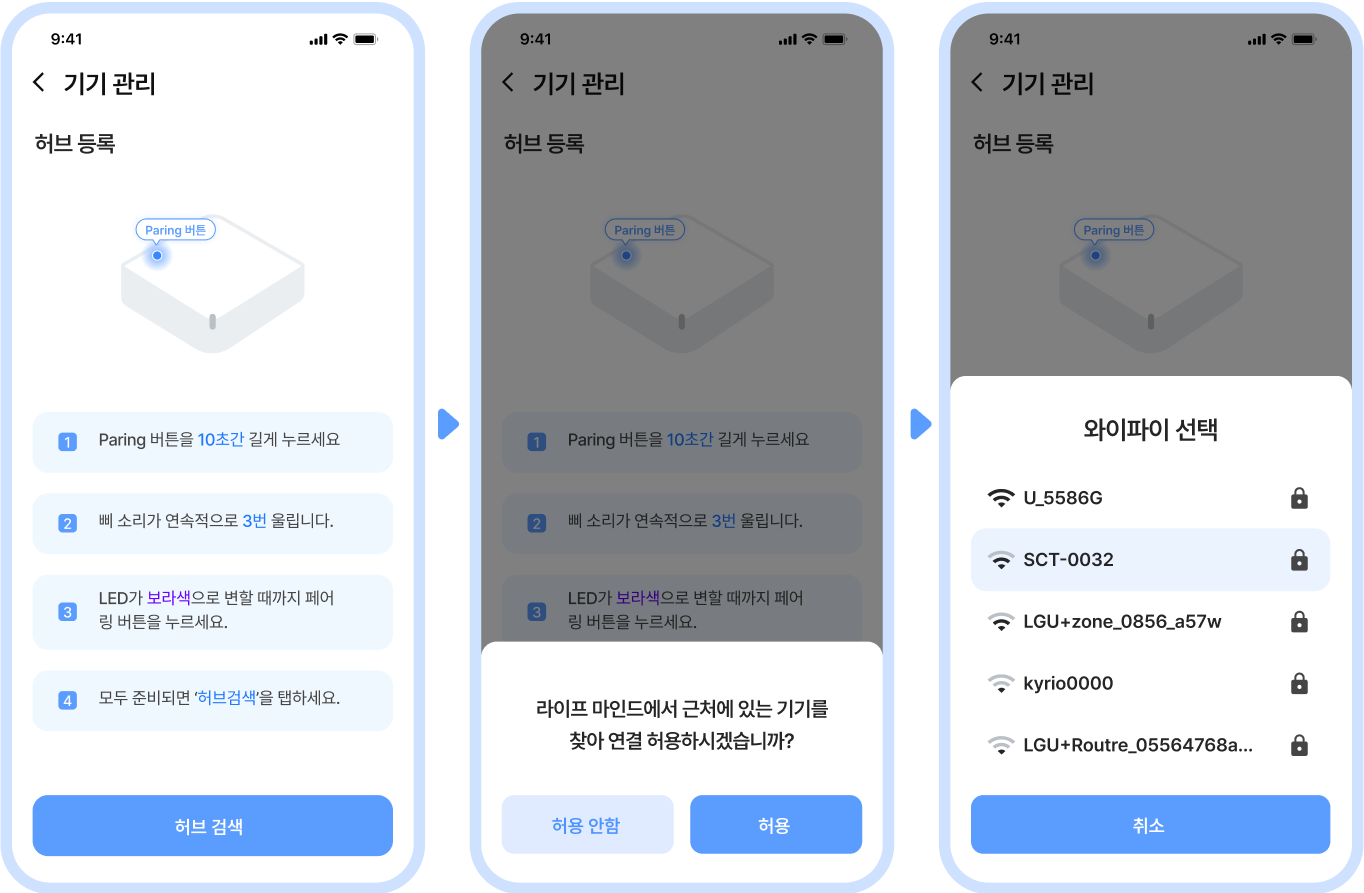 9:41
기기 관리
허브 등록
Paring 버튼
1 Paring 버튼을 10초간 길게 누르세요
2 삐 소리가 연속적으로 3번 울립니다.
3 LED가 보라색으로 변할 때까지 페어
링 버튼을 누르세요.
4 모두 준비되면 '허브검색'을 탭하세요.
허브 검색
9:41
기기 관리
허브 등록
Paring 버튼
1 Paring 버튼을 10초간 길게 누르세요
2 삐 소리가 연속적으로 3번 울립니다.
3 LED가 보라색으로 변할 때까지 페어
링 버튼을 누르세요.
라이프 마인드에서 근처에 있는 기기를
찾아 연결 허용하시겠습니까?
허용 안함
허용
9:41
기기 관리
허브 등록
Paring 버튼
와이파이 선택
U_5586G
SCT-0032
LGU+zone_0856_a57w
kyrio0000
LGU+Routre_05564768a...
취소